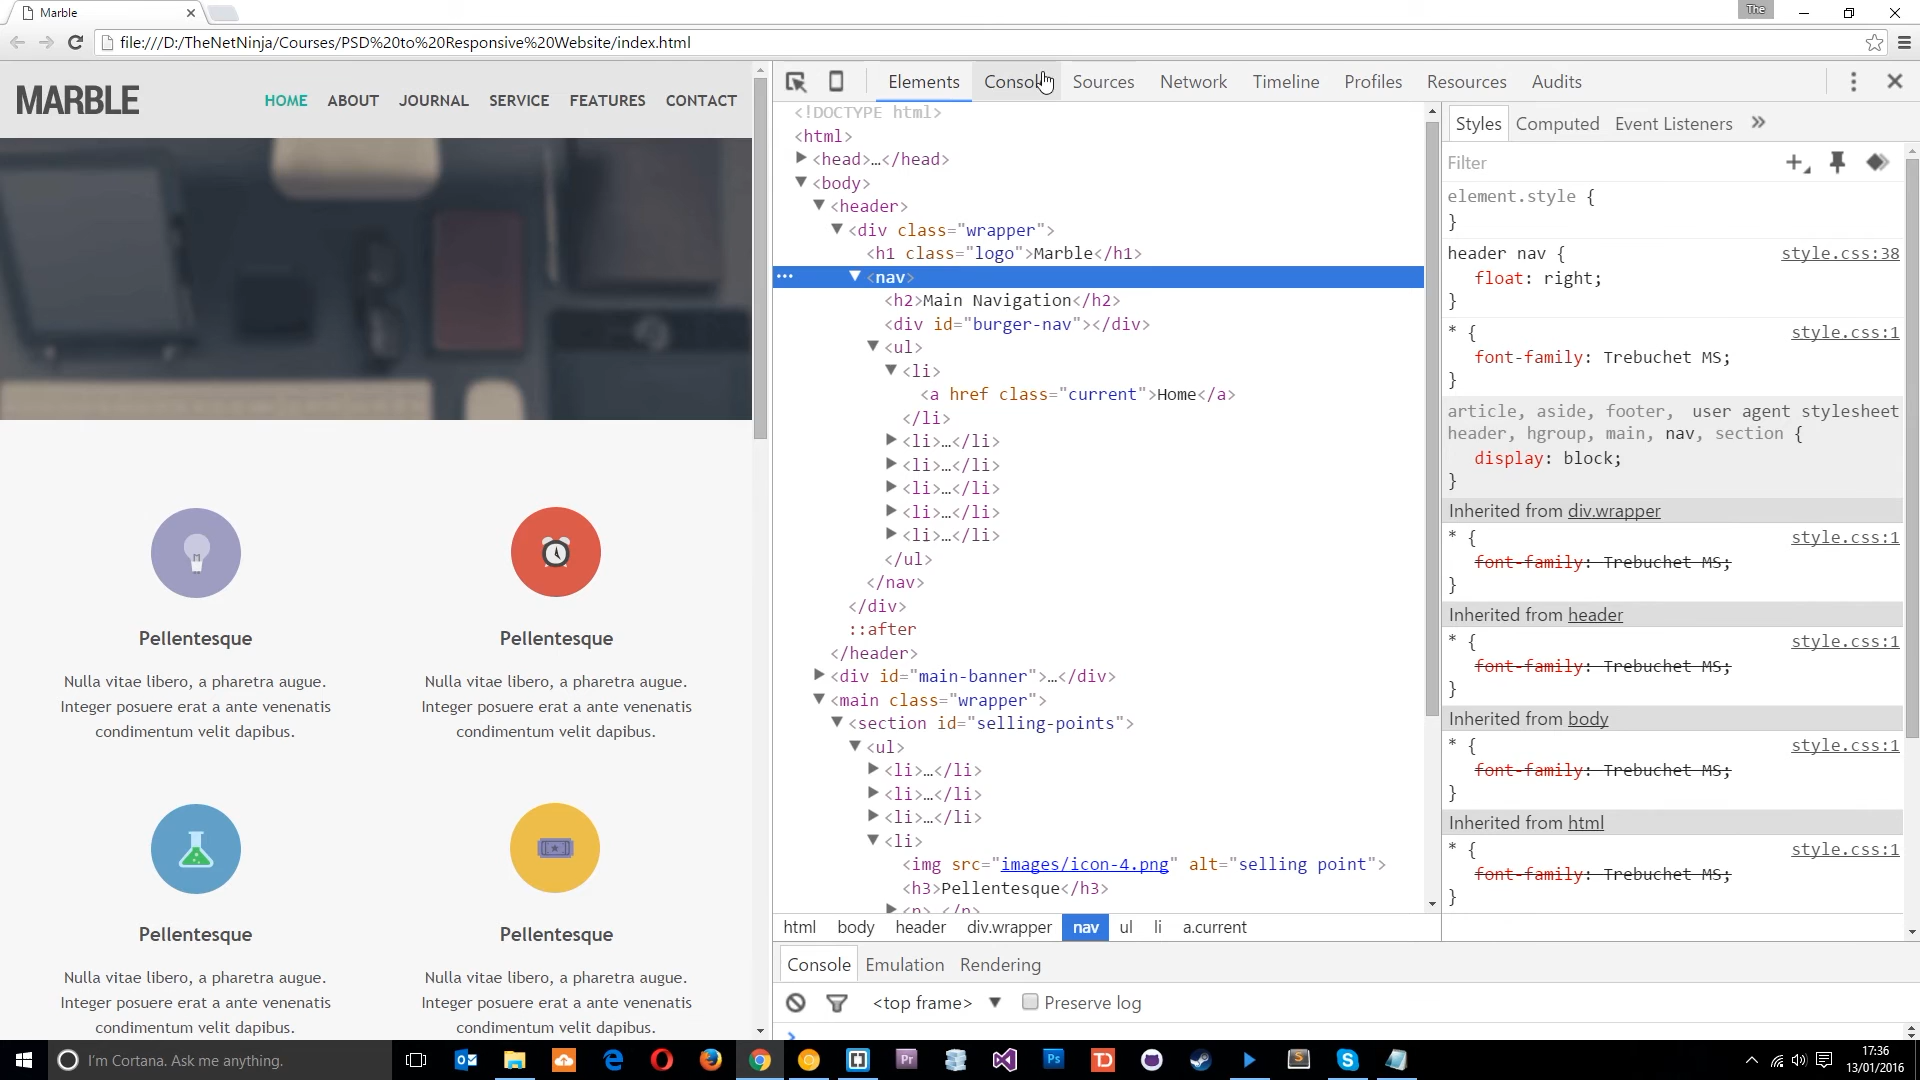 Marble
The
file:///D:/TheNetNinja/Courses/PSD%20to%20Responsive%20Website/index.html
MARBLE
HOME ABOUT JOURNAL SERVICE FEATURES CONTACT
Pellentesque
Nulla vitae libero, a pharetra augue.
Integer posuere erat a ante venenatis
condimentum velit dapibus.
Pellentesque
Nulla vitae libero, a pharetra augue.
Integer posuere erat a ante venenatis
condimentum velit dapibus.
Pellentesque
Nulla vitae libero, a pharetra augue.
Integer posuere erat a ante venenatis
condimentum velit dapibus.
Pellentesque
Nulla vitae libero, a pharetra augue.
Integer posuere erat a ante venenatis
condimentum velit dapibus.
Elements Console Sources Network Timeline Profiles Resources Audits
<!DOCTYPE html>
<html>
<head>…</head>
<body>
<header>
<div class="wrapper">
<h1 class="logo">Marble</h1>
<nav>
<h2>Main Navigation</h2>
<div id="burger-nav"></div>
<ul>
<li>
<a href class="current">Home</a>
</li>
<li>…</li>
<li>…</li>
<li>…</li>
<li>…</li>
<li>…</li>
</ul>
</nav>
</div>
::after
</header>
<div id="main-banner">…</div>
<main class="wrapper">
<section id="selling-points">
<ul>
<li>…</li>
<li>…</li>
<li>…</li>
<li>
<img src="images/icon-4.png" alt="selling point">
<h3>Pellentesque</h3>
<p>…</p>
html body header div.wrapper nav ul li a.current
Styles Computed Event Listeners »
Filter
element.style {
}
header nav { style.css:38
float: right;
}
* { style.css:1
font-family: Trebuchet MS;
}
article, aside, footer, user agent stylesheet
header, hgroup, main, nav, section {
display: block;
}
Inherited from div.wrapper
* { style.css:1
font-family: Trebuchet MS;
}
Inherited from header
* { style.css:1
font-family: Trebuchet MS;
}
Inherited from body
* { style.css:1
font-family: Trebuchet MS;
}
Inherited from html
* { style.css:1
font-family: Trebuchet MS;
}
Console Emulation Rendering
<top frame> Preserve log
I'm Cortana. Ask me anything.
Pr
Ps
17:36
13/01/2016